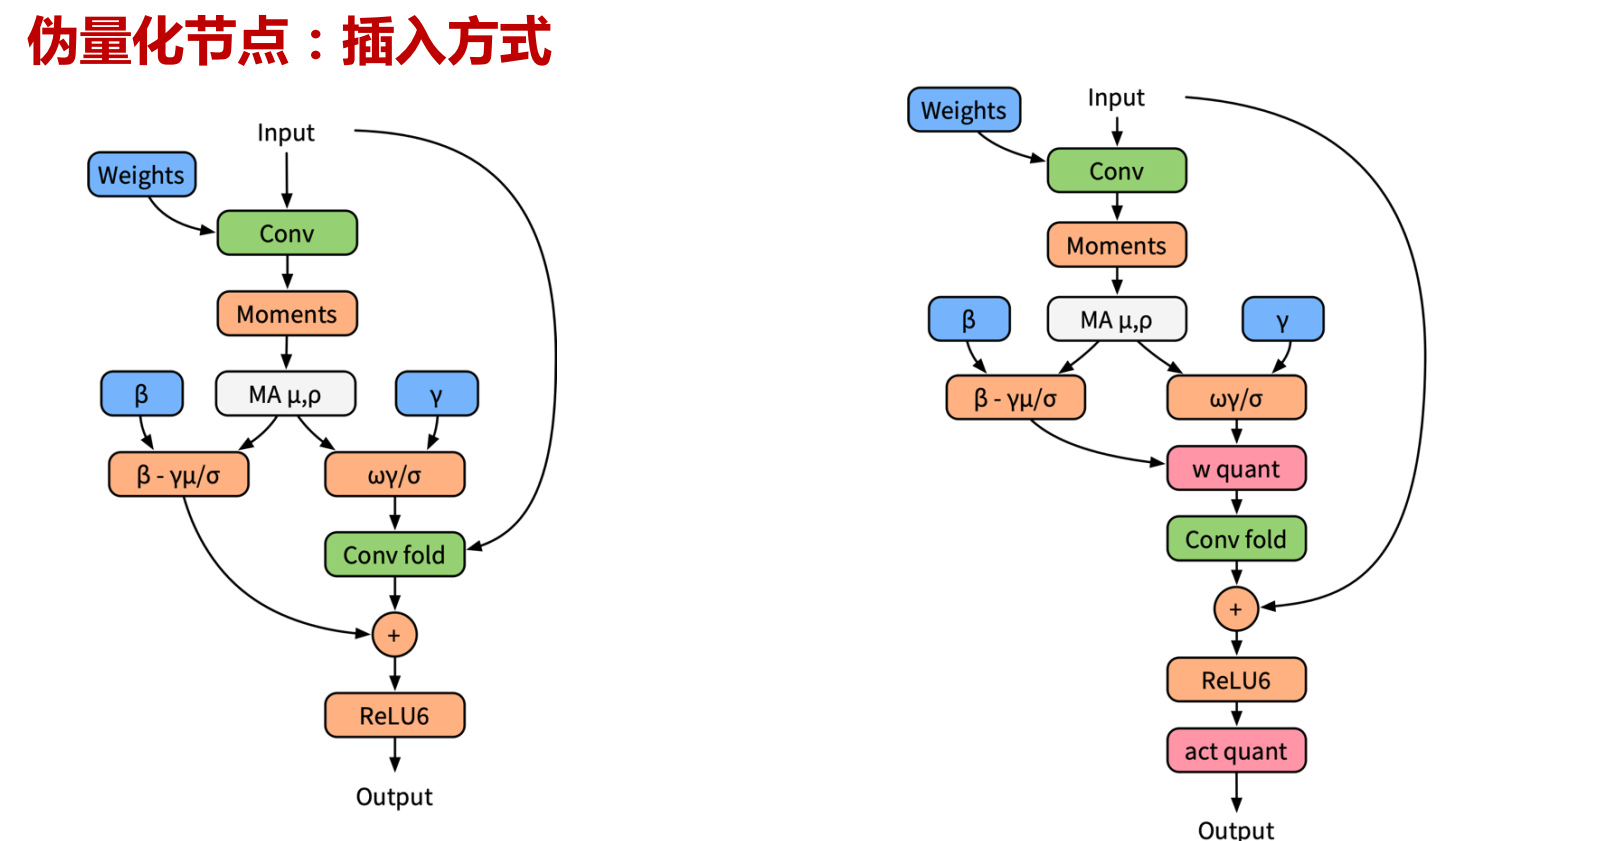 伪量化节点：插入方式
Input
Weights
Conv
Moments
β
MA μ,ρ
γ
β - γμ/σ
ωγ/σ
Conv fold
+
ReLU6
Output
Input
Weights
Conv
Moments
β
MA μ,ρ
γ
β - γμ/σ
ωγ/σ
w quant
Conv fold
+
ReLU6
act quant
Output